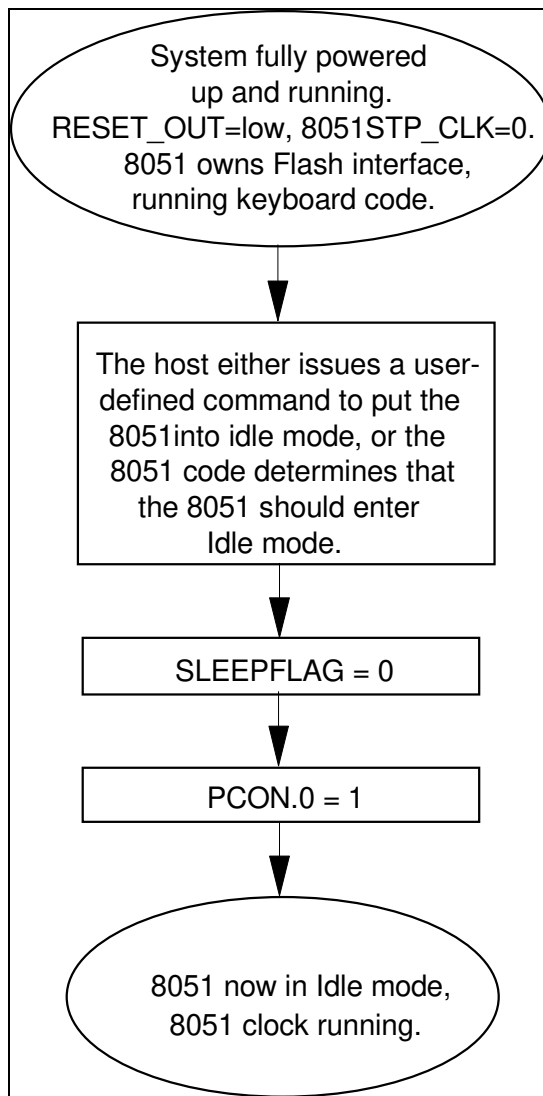 System fully powered
up and running.
RESET_OUT=low, 8051STP_CLK=0.
8051 owns Flash interface,
running keyboard code.
The host either issues a user-
defined command to put the
8051into idle mode, or the
8051 code determines that
the 8051 should enter
Idle mode.
SLEEPFLAG = 0
PCON.0 = 1
8051 now in Idle mode,
8051 clock running.